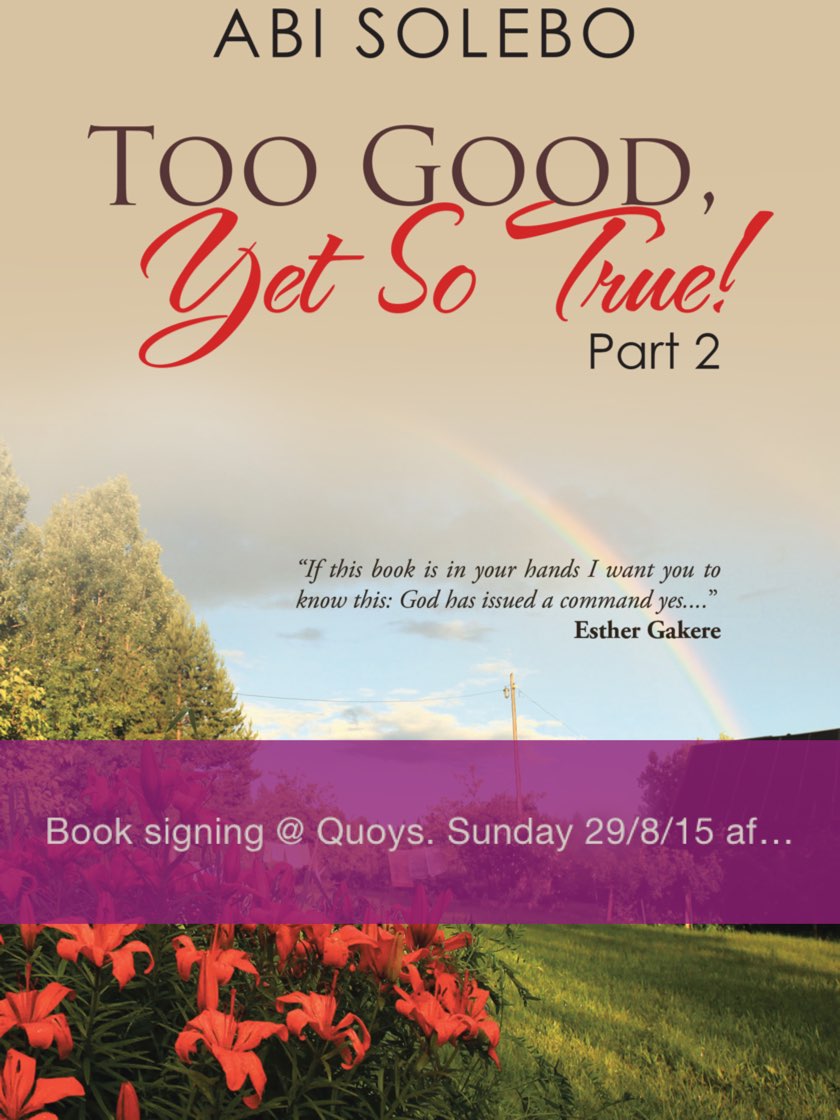 ABI SOLEBO
TOO GOOD,
Yet So True!
Part 2
“If this book is in your hands I want you to
know this: God has issued a command yes....”
Esther Gakere
Book signing @ Quoys. Sunday 29/8/15 af...